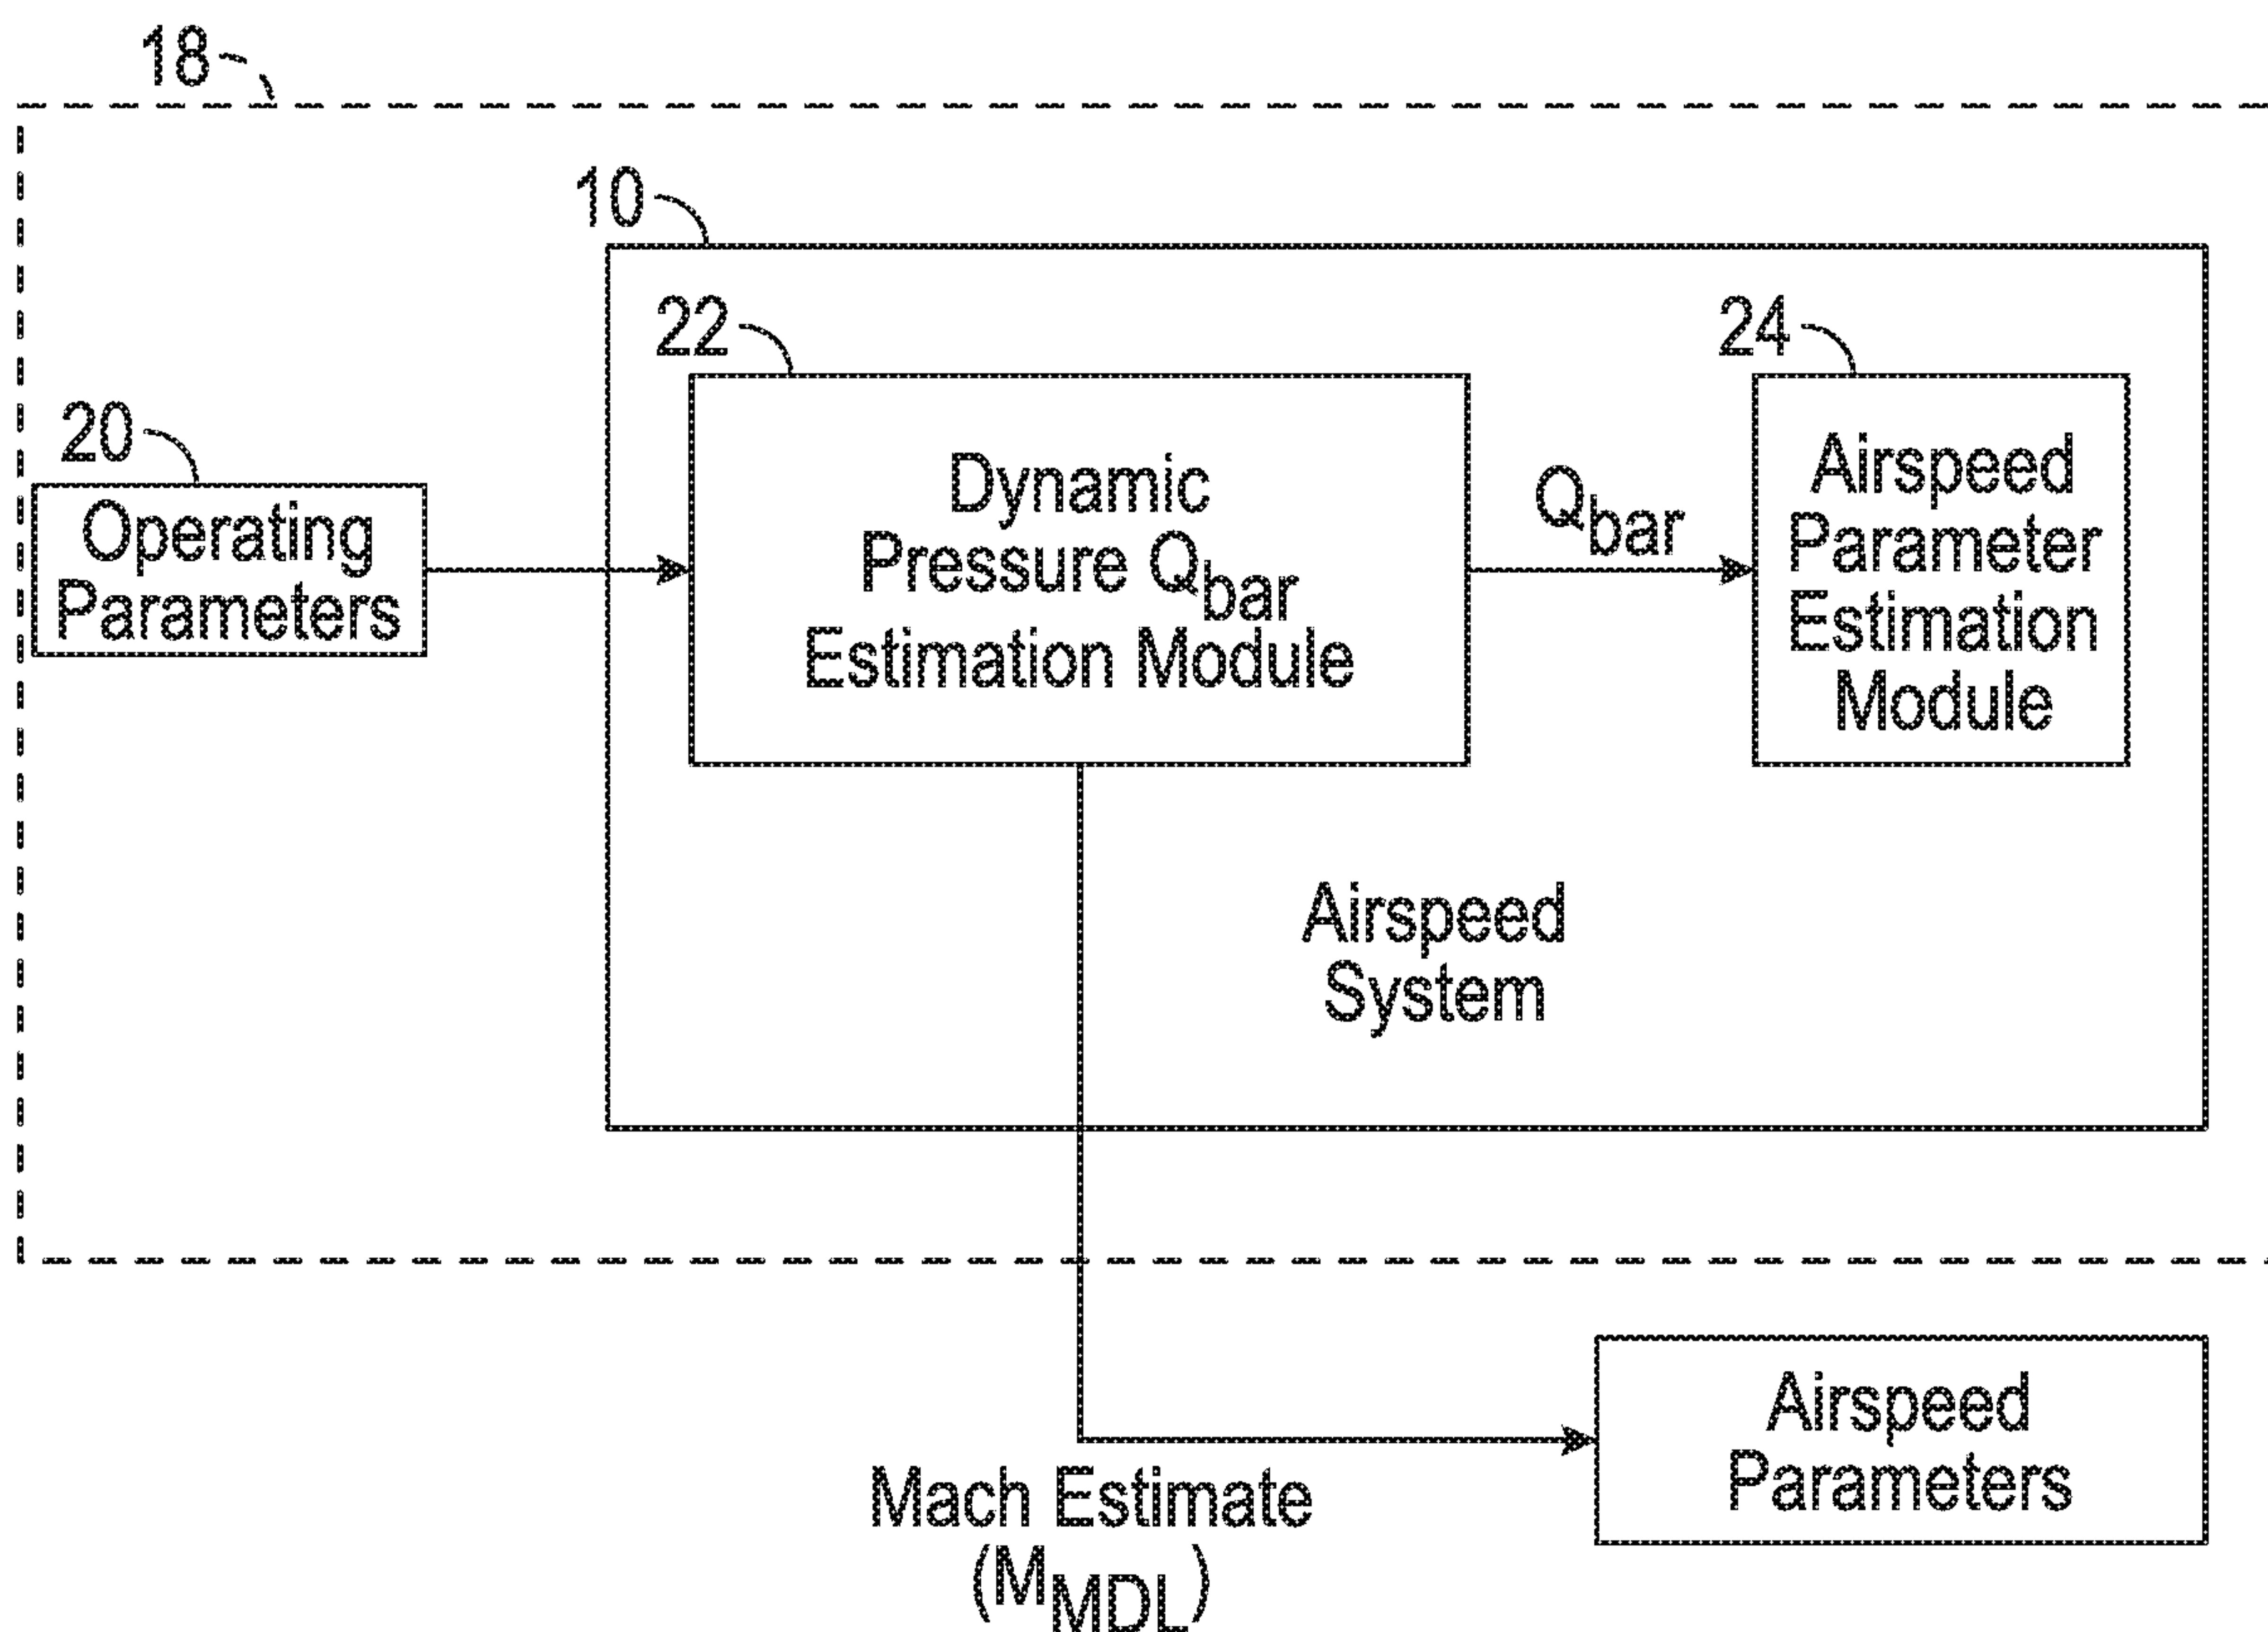 18
10
22
24
20
Operating
Parameters
Dynamic
Pressure Qbar
Estimation Module
Qbar
Airspeed
Parameter
Estimation
Module
Airspeed
System
Mach Estimate
(MMDL)
Airspeed
Parameters